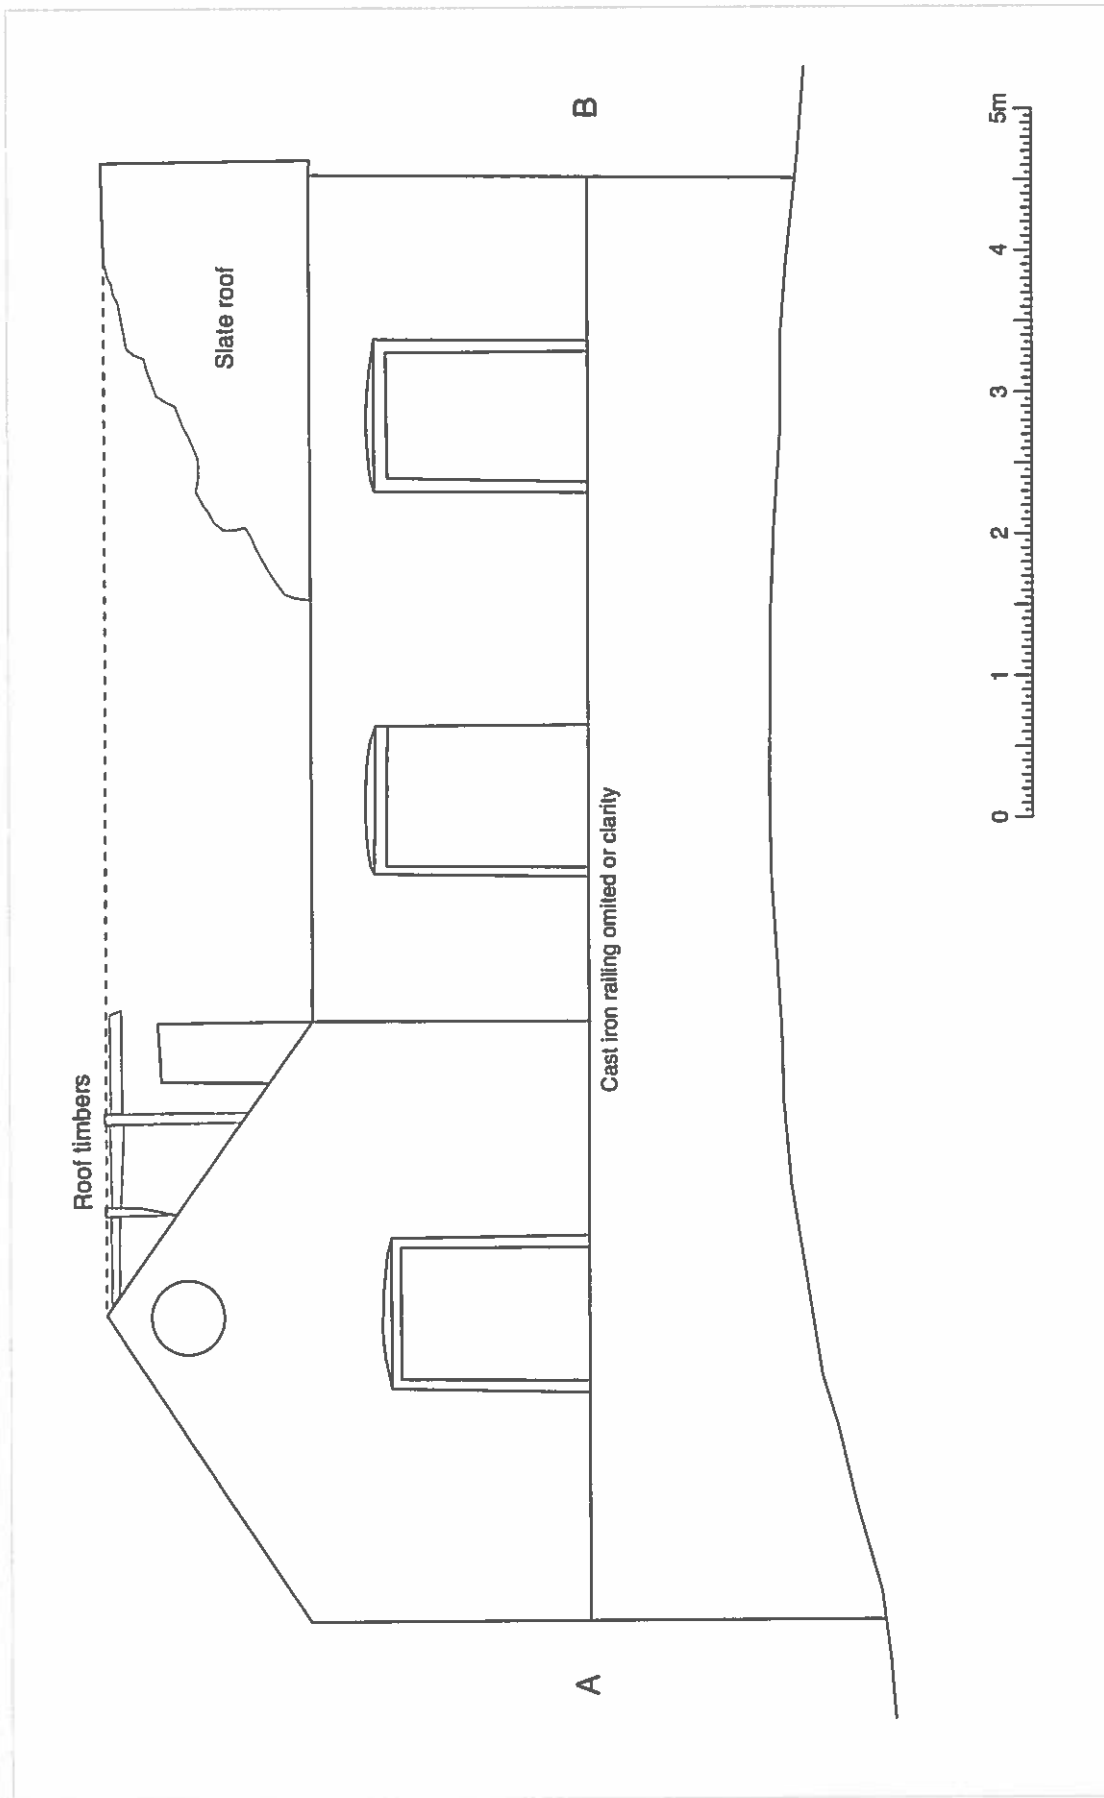 Roof timbers
Slate roof
A
B
Cast iron railing omited or clarity
0 1 2 3 4 5m